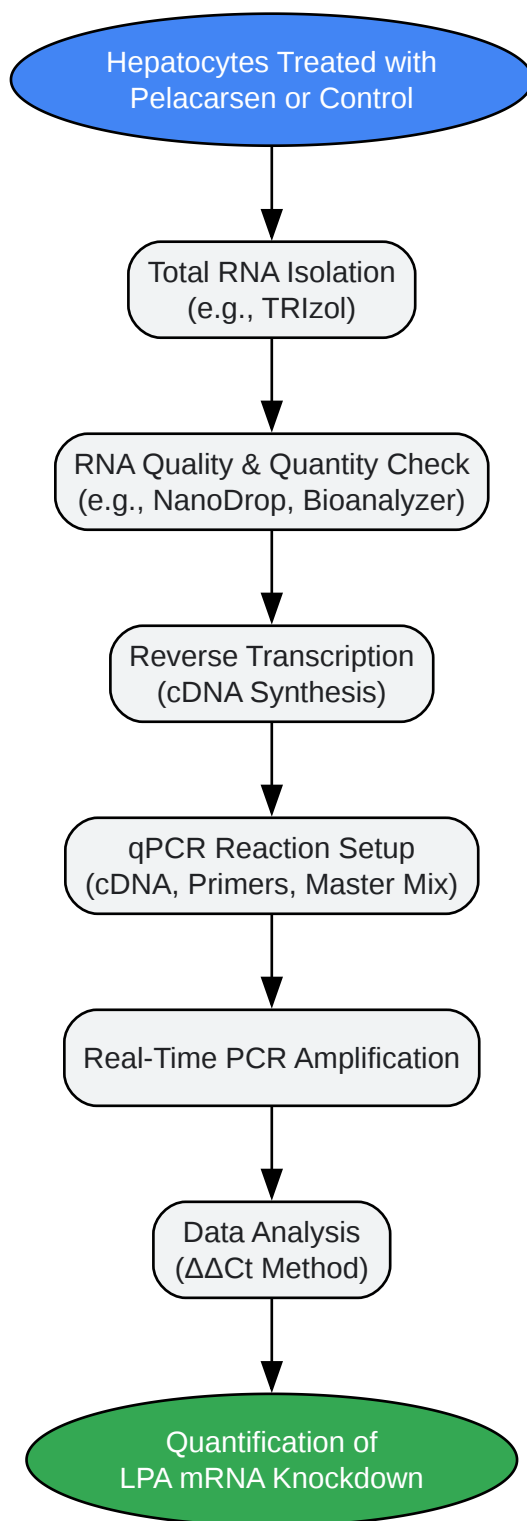 Hepatocytes Treated with
Pelacarsen or Control
Total RNA Isolation
(e.g., TRIzol)
RNA Quality & Quantity Check
(e.g., NanoDrop, Bioanalyzer)
Reverse Transcription
(cDNA Synthesis)
qPCR Reaction Setup
(cDNA, Primers, Master Mix)
Real-Time PCR Amplification
Data Analysis
(ΔΔCt Method)
Quantification of
LPA mRNA Knockdown